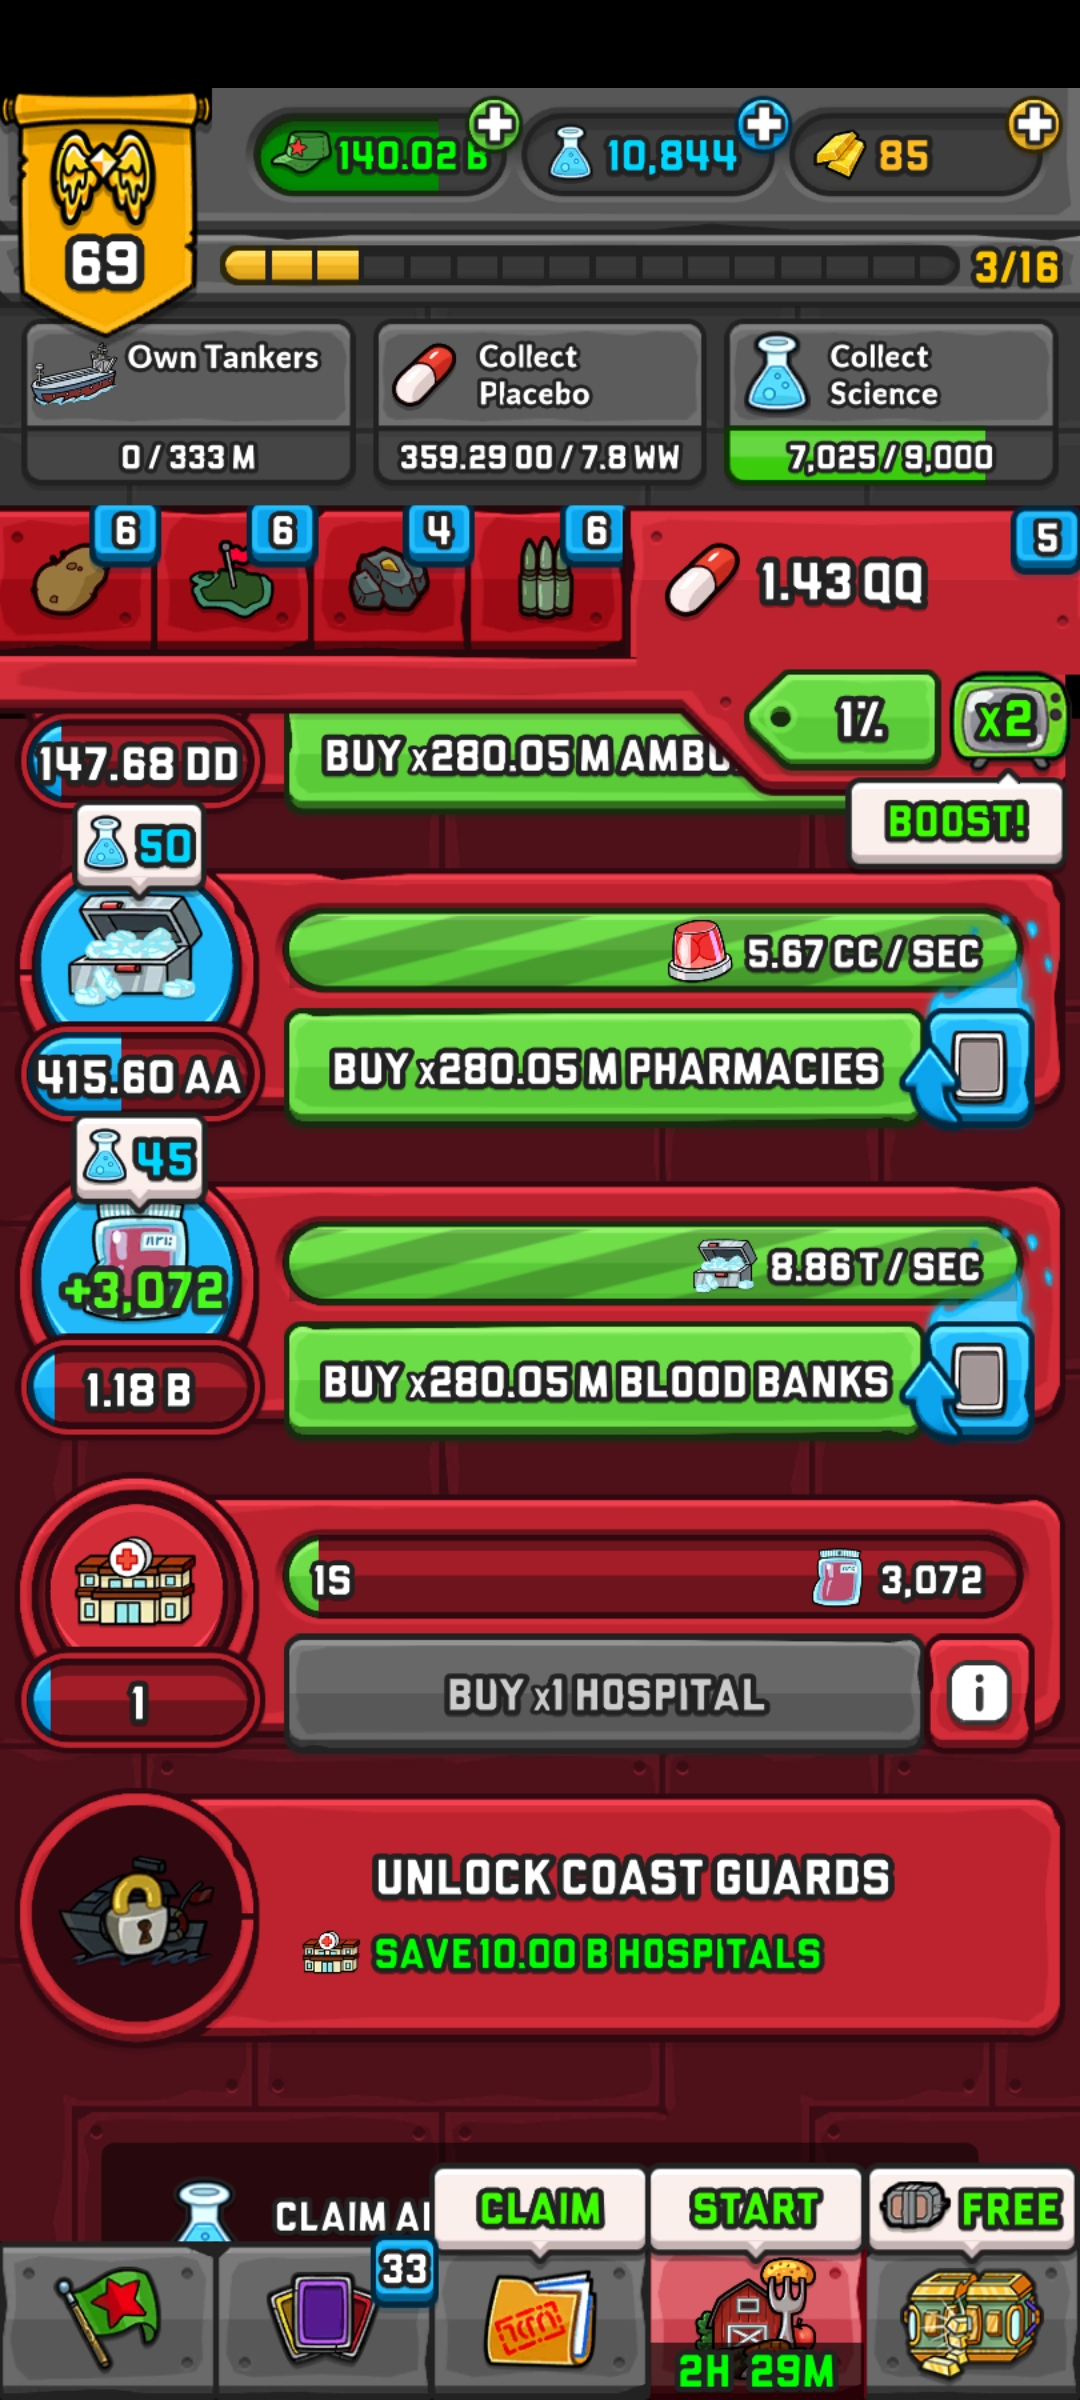 140.02 B
10,844
85
69
3/16
Own Tankers
0 / 333 M
Collect
Placebo
359.29 OO / 7.8 WW
Collect
Science
7,025 / 9,000
6
6
4
6
1.43 QQ
5
1%
x2
BOOST!
147.68 DD
BUY x280.05 M AMBU
50
5.67 CC / SEC
415.60 AA
BUY x280.05 M PHARMACIES
45
+3,072
8.86 T / SEC
1.18 B
BUY x280.05 M BLOOD BANKS
1S
3,072
1
BUY x1 HOSPITAL
i
UNLOCK COAST GUARDS
SAVE 10.00 B HOSPITALS
CLAIM AL
CLAIM
START
FREE
33
2H 29M